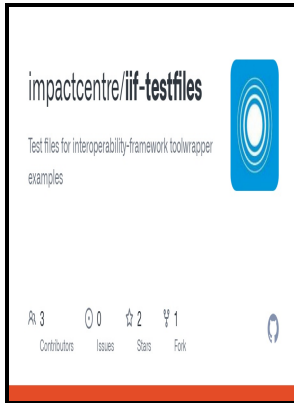 impactcentre/iif-testfiles
Test files for interoperability-framework toolwrapper
examples
3
Contributors
0
Issues
2
Stars
1
Fork